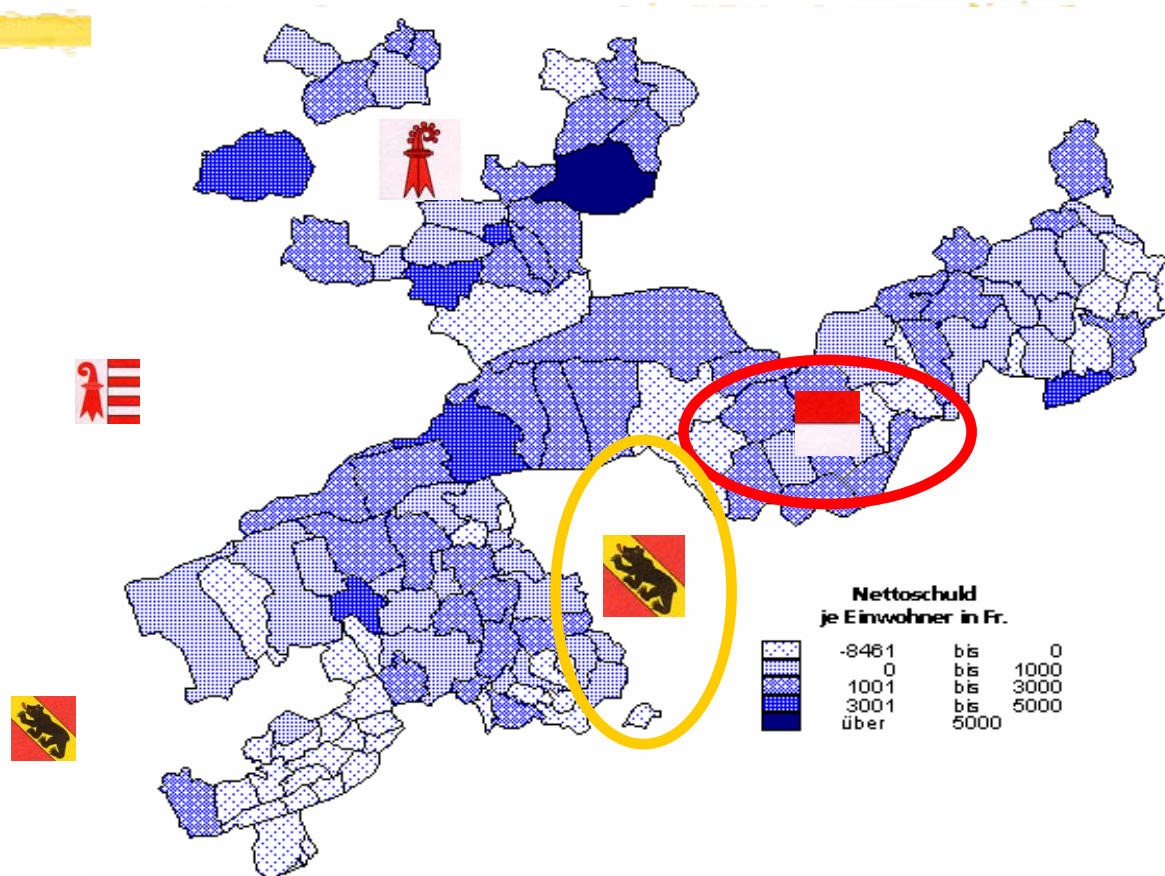 Nettoschuld
je Einwohner in Fr.
-8461 bis 0
0 bis 1000
1001 bis 3000
3001 bis 5000
über 5000